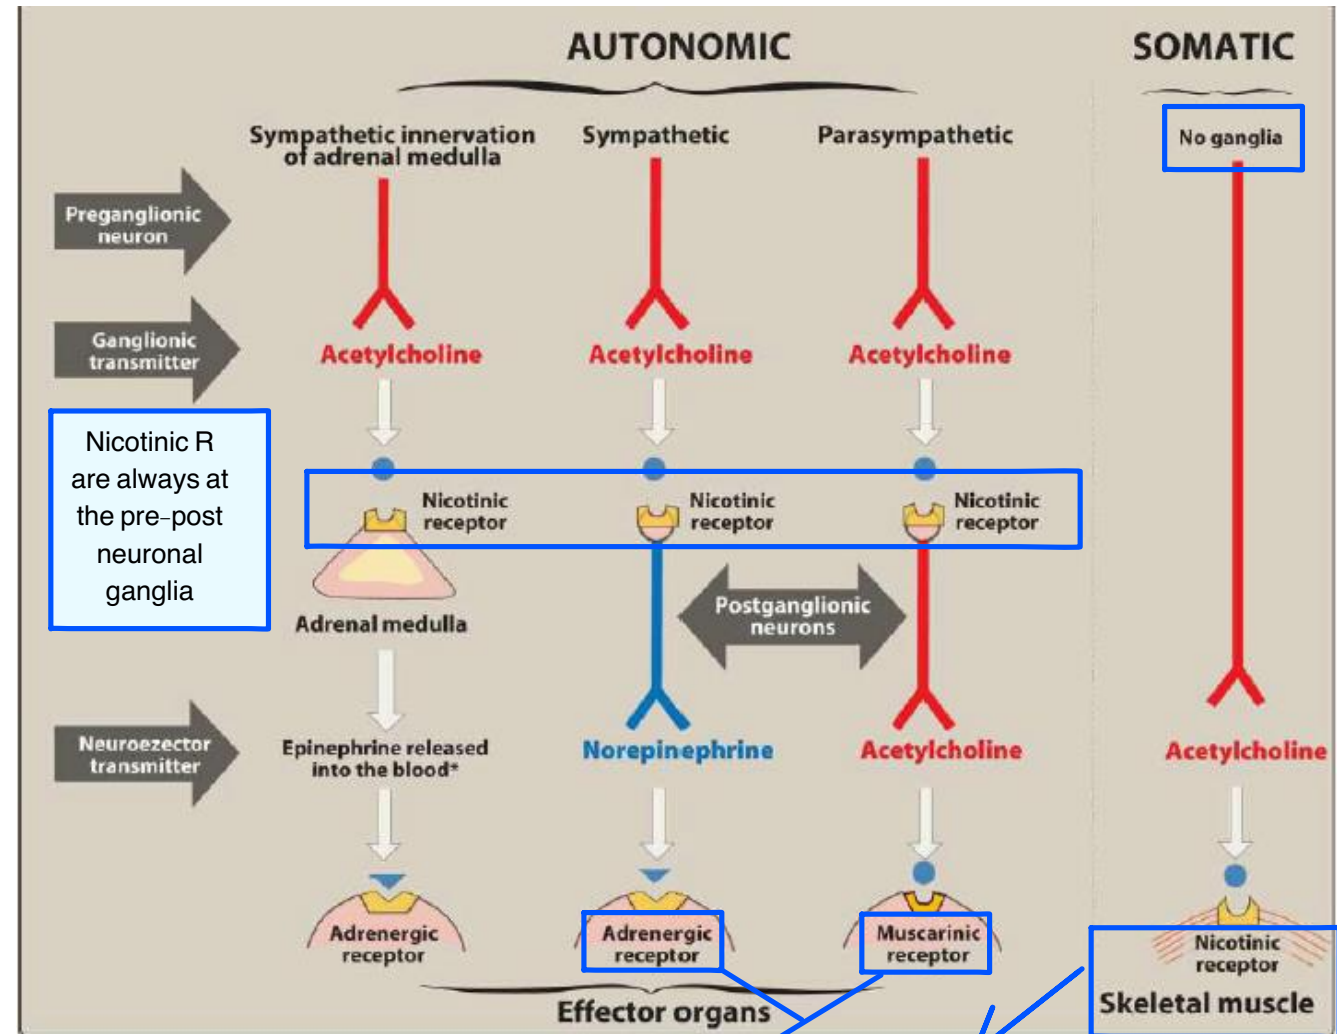 AUTONOMIC
SOMATIC
Sympathetic innervation
of adrenal medulla
Sympathetic
Parasympathetic
No ganglia
Preganglionic
neuron
Ganglionic
transmitter
Acetylcholine
Acetylcholine
Acetylcholine
Nicotinic R
are always at
the pre-post
neuronal
ganglia
Nicotinic
receptor
Nicotinic
receptor
Nicotinic
receptor
Adrenal medulla
Postganglionic
neurons
Neuroezector
transmitter
Epinephrine released
into the blood*
Norepinephrine
Acetylcholine
Acetylcholine
Adrenergic
receptor
Adrenergic
receptor
Muscarinic
receptor
Nicotinic
receptor
Skeletal muscle
Effector organs